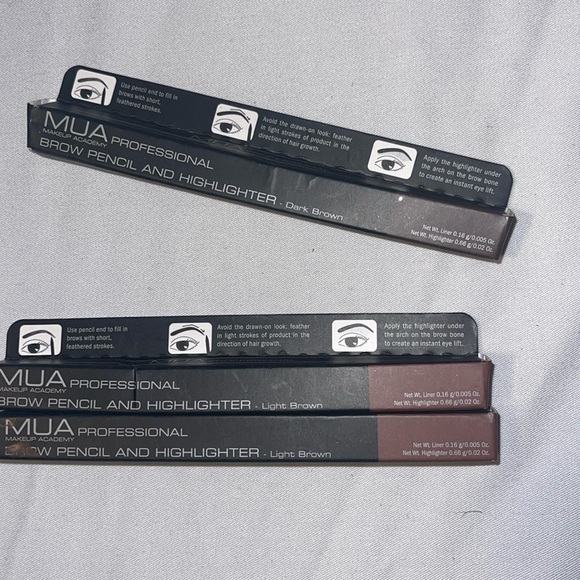 Use pencil end to fill in
brows with short,
feathered strokes.
Avoid the drawn-on look: feather
in light strokes of product in the
direction of hair growth.
Apply the highlighter under
the arch on the brow bone
to create an instant eye lift.
MUA PROFESSIONAL
MAKEUP ACADEMY
BROW PENCIL AND HIGHLIGHTER - Dark Brown
Net Wt. Liner 0.16 g/0.005 Oz.
Net Wt. Highlighter 0.66 g/0.02 Oz.
Use pencil end to fill in
brows with short,
feathered strokes.
Avoid the drawn-on look: feather
in light strokes of product in the
direction of hair growth.
Apply the highlighter under
the arch on the brow bone
to create an instant eye lift.
MUA PROFESSIONAL
MAKEUP ACADEMY
BROW PENCIL AND HIGHLIGHTER - Light Brown
Net Wt. Liner 0.16 g/0.005 Oz.
Net Wt. Highlighter 0.66 g/0.02 Oz.
MUA PROFESSIONAL
MAKEUP ACADEMY
BROW PENCIL AND HIGHLIGHTER - Light Brown
Net Wt. Liner 0.16 g/0.005 Oz.
Net Wt. Highlighter 0.66 g/0.02 Oz.